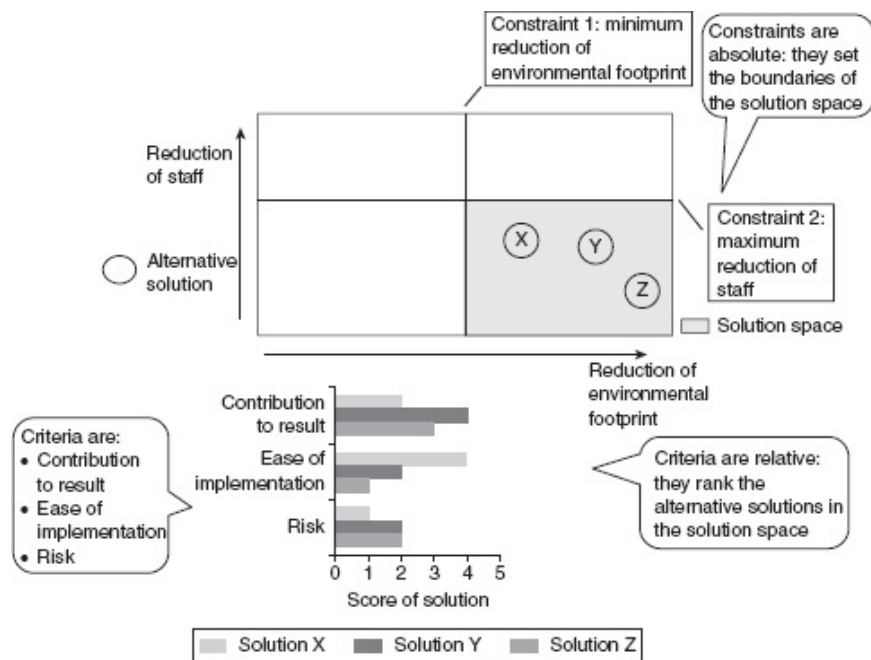 Constraint 1: minimum
reduction of
environmental footprint
Constraints are
absolute: they set
the boundaries of
the solution space
Reduction
of staff
Alternative
solution
X
Y
Z
Constraint 2:
maximum
reduction of
staff
Solution space
Reduction of
environmental
footprint
Criteria are:
• Contribution
to result
• Ease of
implementation
• Risk
Contribution
to result
Ease of
implementation
Risk
0 1 2 3 4 5
Score of solution
Criteria are relative:
they rank the
alternative solutions in
the solution space
Solution X Solution Y Solution Z